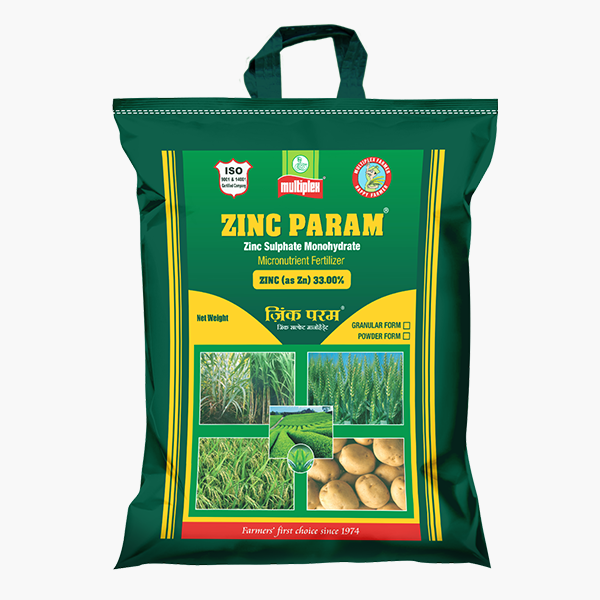 ISO
9001 & 14001
Certified Company
multiplex
MULTIPLEX FARMER
HAPPY FARMER
ZINC PARAM®
Zinc Sulphate Monohydrate
Micronutrient Fertilizer
ZINC (as Zn) 33.00%
Net Weight
ज़िंक परम®
जिंक सल्फेट मोनोहैड्रेट
GRANULAR FORM
POWDER FORM
Farmers' first choice since 1974